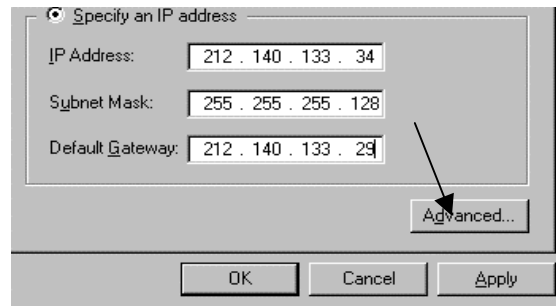 Specify an IP address
IP Address: 212 . 140 . 133 . 34
Subnet Mask: 255 . 255 . 255 . 128
Default Gateway: 212 . 140 . 133 . 29
Advanced...
OK Cancel Apply